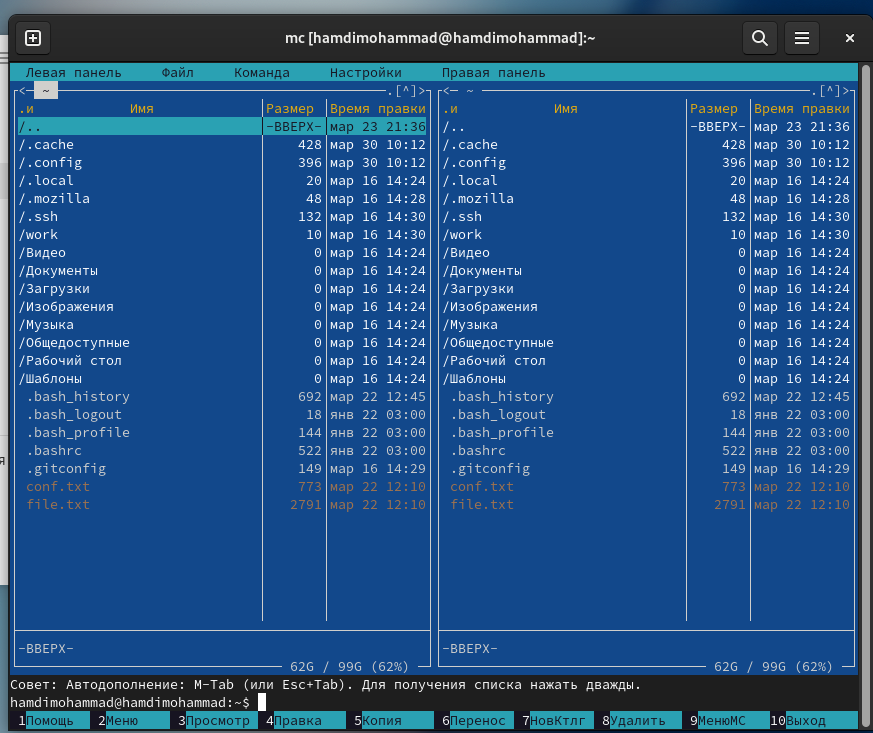 mc [hamdimohammad@hamdimohammad]:~
Левая панель Файл Команда Настройки Правая панель
<─ ~ .[^]> <─ ~ .[^]>
.и Имя Размер Время правки .и Имя Размер Время правки
/.. -ВВЕРХ- мар 23 21:36 /.. -ВВЕРХ- мар 23 21:36
/.cache 428 мар 30 10:12 /.cache 428 мар 30 10:12
/.config 396 мар 30 10:12 /.config 396 мар 30 10:12
/.local 20 мар 16 14:24 /.local 20 мар 16 14:24
/.mozilla 48 мар 16 14:28 /.mozilla 48 мар 16 14:28
/.ssh 132 мар 16 14:30 /.ssh 132 мар 16 14:30
/work 10 мар 16 14:30 /work 10 мар 16 14:30
/Видео 0 мар 16 14:24 /Видео 0 мар 16 14:24
/Документы 0 мар 16 14:24 /Документы 0 мар 16 14:24
/Загрузки 0 мар 16 14:24 /Загрузки 0 мар 16 14:24
/Изображения 0 мар 16 14:24 /Изображения 0 мар 16 14:24
/Музыка 0 мар 16 14:24 /Музыка 0 мар 16 14:24
/Общедоступные 0 мар 16 14:24 /Общедоступные 0 мар 16 14:24
/Рабочий стол 0 мар 16 14:24 /Рабочий стол 0 мар 16 14:24
/Шаблоны 0 мар 16 14:24 /Шаблоны 0 мар 16 14:24
.bash_history 692 мар 22 12:45 .bash_history 692 мар 22 12:45
.bash_logout 18 янв 22 03:00 .bash_logout 18 янв 22 03:00
.bash_profile 144 янв 22 03:00 .bash_profile 144 янв 22 03:00
.bashrc 522 янв 22 03:00 .bashrc 522 янв 22 03:00
.gitconfig 149 мар 16 14:29 .gitconfig 149 мар 16 14:29
conf.txt 773 мар 22 12:10 conf.txt 773 мар 22 12:10
file.txt 2791 мар 22 12:10 file.txt 2791 мар 22 12:10
-ВВЕРХ- -ВВЕРХ-
62G / 99G (62%) 62G / 99G (62%)
Совет: Автодополнение: M-Tab (или Esc+Tab). Для получения списка нажать дважды.
hamdimohammad@hamdimohammad:~$
1Помощь 2Меню 3Просмотр 4Правка 5Копия 6Перенос 7НовКтлг 8Удалить 9МенюМС 10Выход